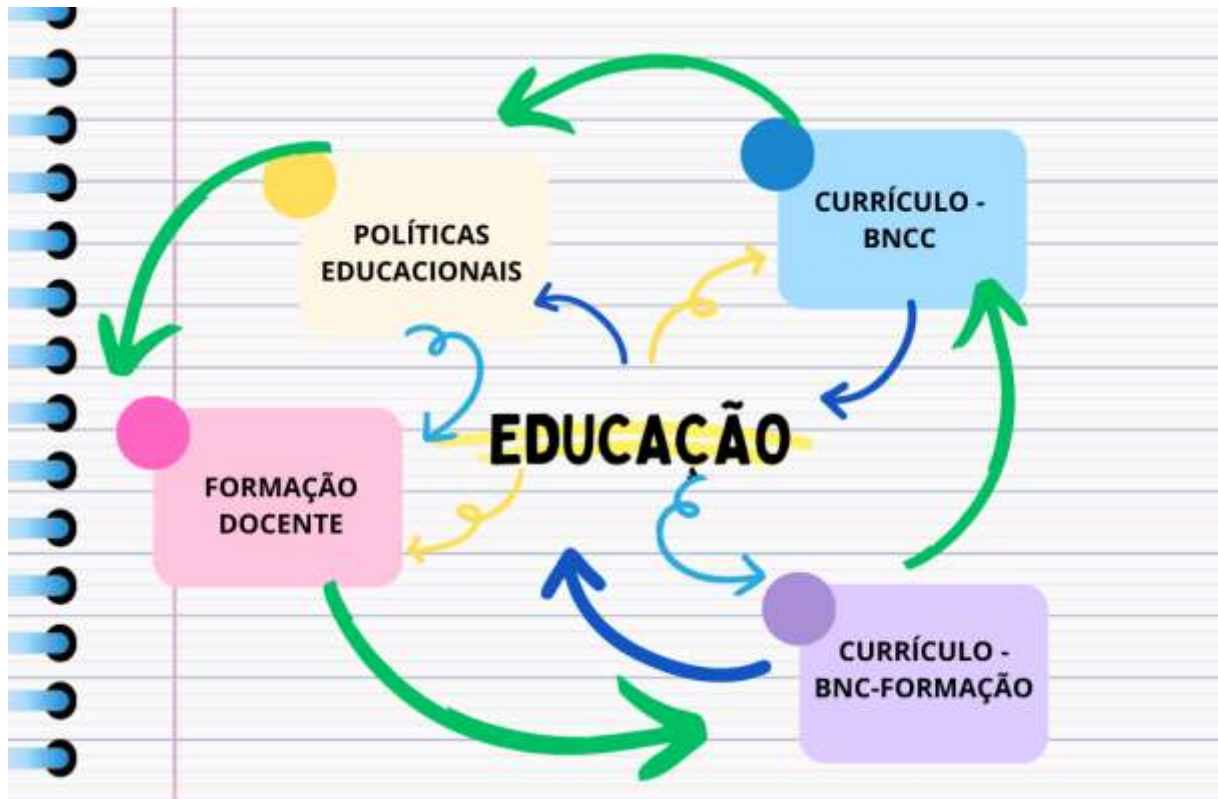 CURRÍCULO -
BNCC
POLÍTICAS
EDUCACIONAIS
EDUCAÇÃO
FORMAÇÃO
DOCENTE
CURRÍCULO -
BNC-FORMAÇÃO